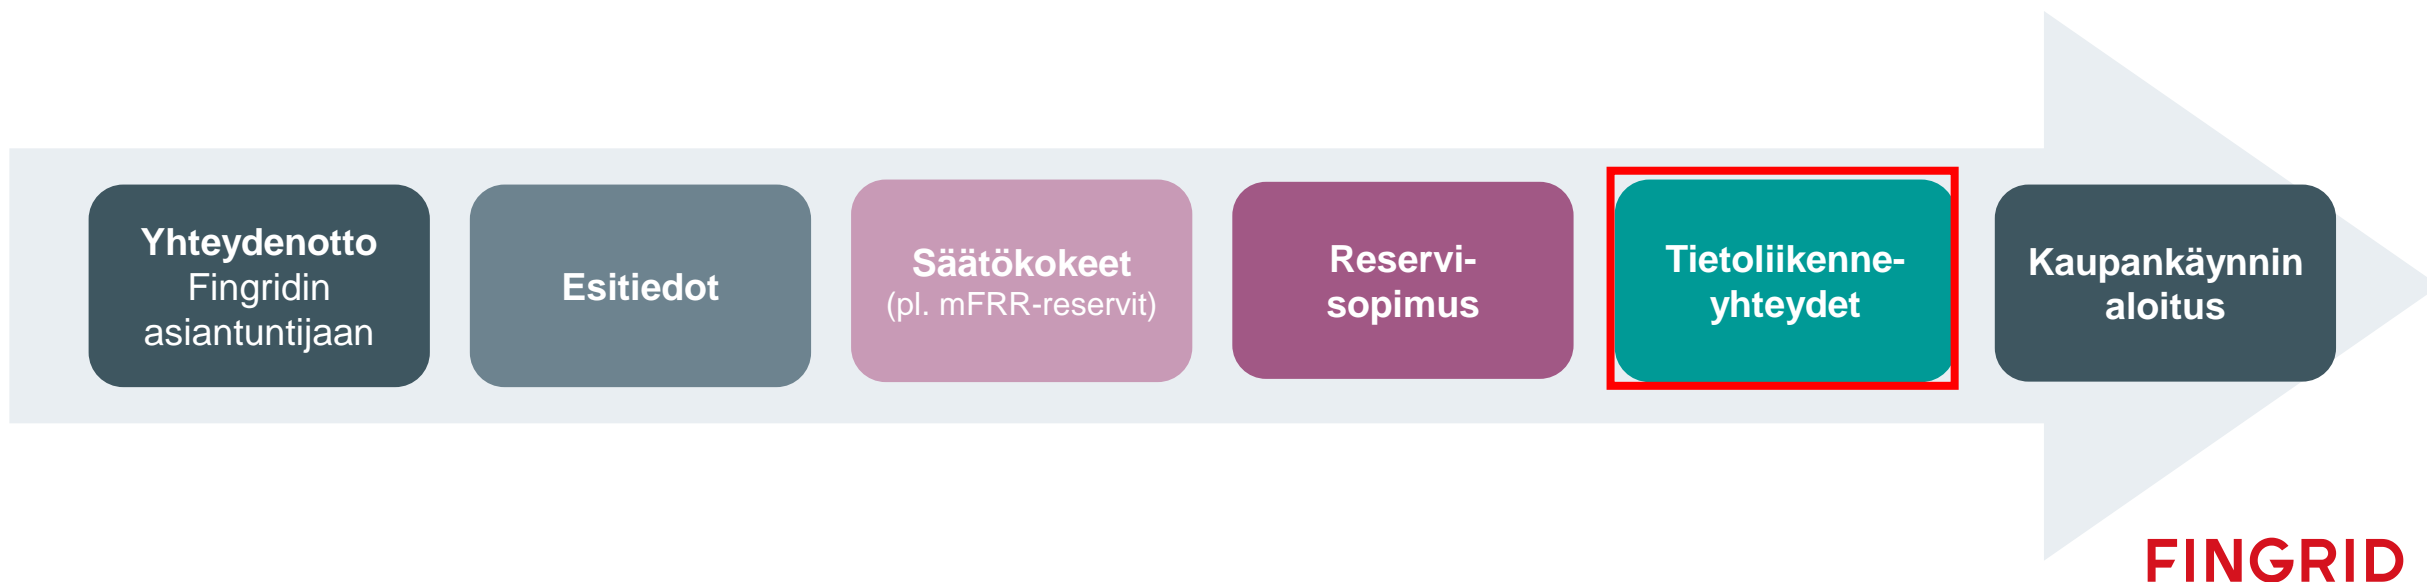 Yhteydenotto
Fingridin
asiantuntijaan
Esitiedot
Säätökokeet
(pl. mFRR-reservit)
Reservi-
sopimus
Tietoliikenne-
yhteydet
Kaupankäynnin
aloitus
FINGRID